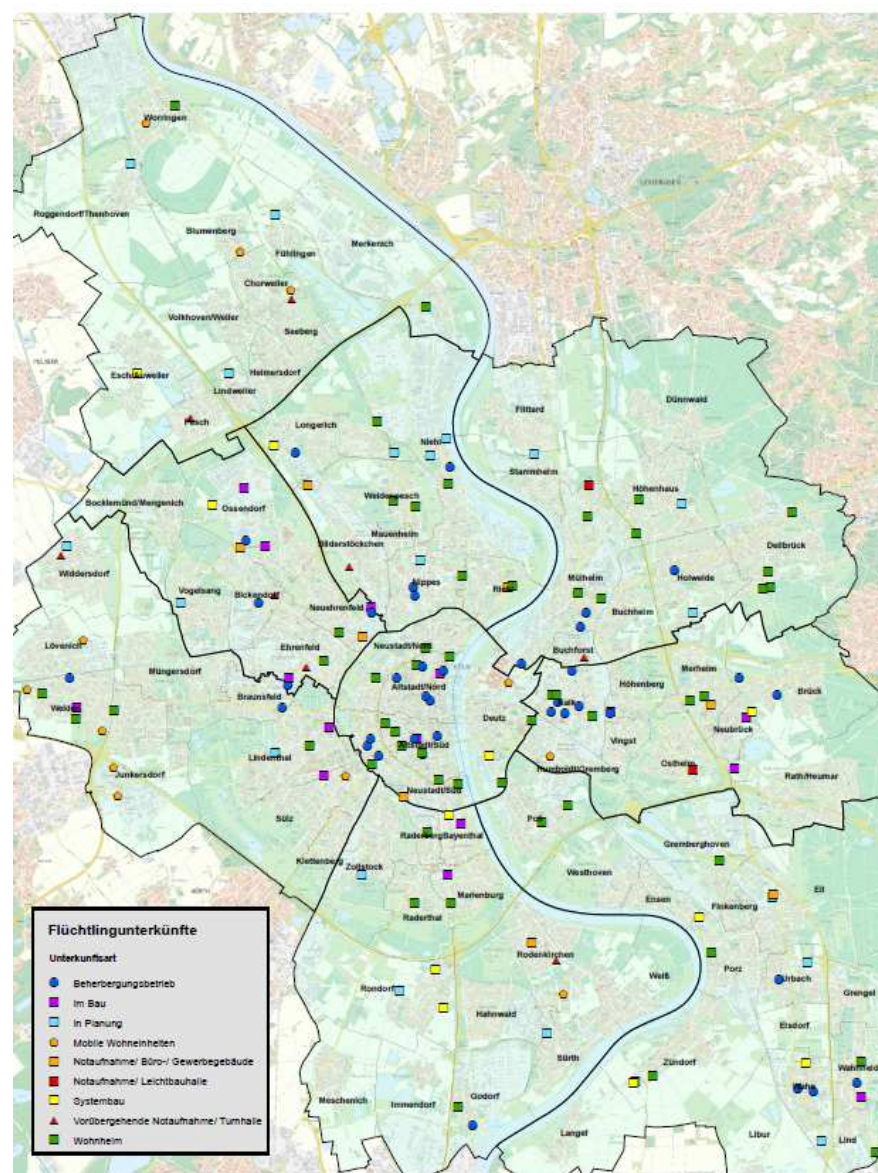 Worringen
Roggendorf/Thenhoven
Blumenberg
Fühlingen
Merkenich
Chorweiler
Volkhoven/Weiler
Seeberg
Heimersdorf
Esch/Auweiler
Lindweiler
Pesch
Longerich
Niehl
Flittard
Dünnwald
Stammheim
Höhenhaus
Bocklemünd/Mengenich
Ossendorf
Weidenpesch
Mauenheim
Bilderstöckchen
Dellbrück
Widdersdorf
Vogelsang
Bickendorf
Nippes
Riehl
Mülheim
Holweide
Buchheim
Neuehrenfeld
Ehrenfeld
Neustadt/Nord
Buchforst
Lövenich
Müngersdorf
Braunsfeld
Altstadt/Nord
Deutz
Höhenberg
Merheim
Brück
Weiden
Kalk
Vingst
Neubrück
Lindenthal
Altstadt/Süd
Humboldt/Gremberg
Ostheim
Rath/Heumar
Junkersdorf
Neustadt/Süd
Sülz
Raderberg
Bayenthal
Poll
Klettenberg
Zollstock
Gremberghoven
Westhoven
Marienburg
Raderthal
Ensen
Finkenberg
Eil
Rodenkirchen
Weiß
Porz
Urbach
Rondorf
Hahnwald
Grengel
Elsdorf
Sürth
Zündorf
Wahnheide
Wahn
Meschenich
Immendorf
Godorf
Langel
Libur
Lind
Flüchtlingunterkünfte
Unterkunftsart
Beherbergungsbetrieb
Im Bau
In Planung
Mobile Wohneinheiten
Notaufnahme/ Büro-/ Gewerbegebäude
Notaufnahme/ Leichtbauhalle
Systembau
Vorübergehende Notaufnahme/ Turnhalle
Wohnheim